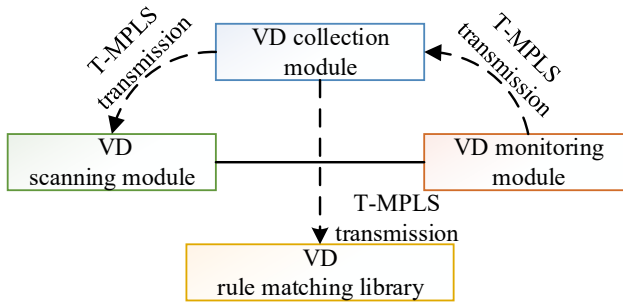 T-MPLS
transmission
VD collection
module
T-MPLS
transmission
VD
scanning module
VD monitoring
module
T-MPLS
transmission
VD
rule matching library